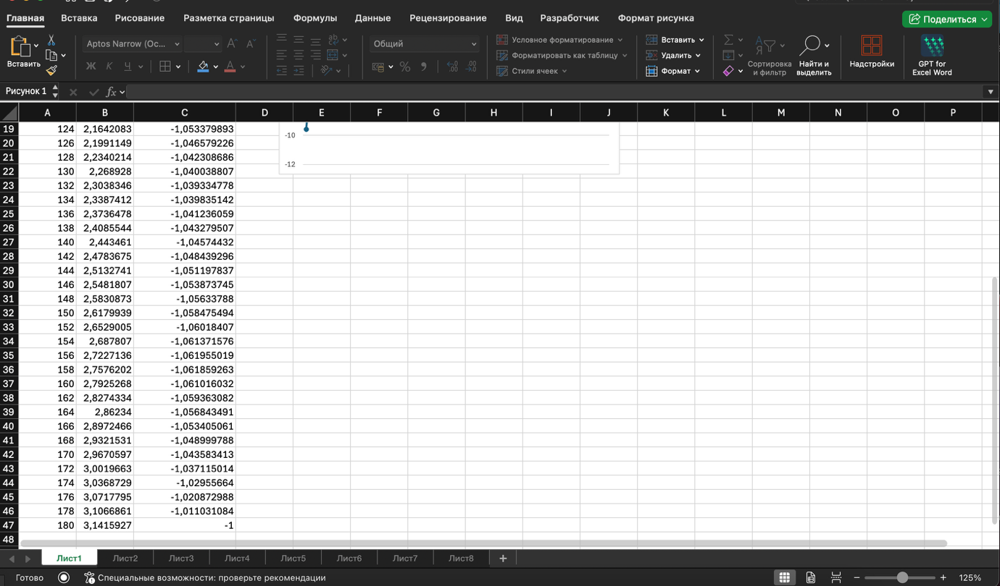 Главная Вставка Рисование Разметка страницы Формулы Данные Рецензирование Вид Разработчик Формат рисунка Поделиться
Вставить Aptos Narrow (Ос... Общий Условное форматирование Форматировать как таблицу Стили ячеек Вставить Удалить Формат Сортировка и фильтр Найти и выделить Надстройки GPT for Excel Word
Ж К Ч %
Рисунок 1 fx
A B C D E F G H I J K L M N O P
19 124 2,1642083 -1,053379893 -10
20 126 2,1991149 -1,046579226
21 128 2,2340214 -1,042308686 -12
22 130 2,268928 -1,040038807
23 132 2,3038346 -1,039334778
24 134 2,3387412 -1,039835142
25 136 2,3736478 -1,041236059
26 138 2,4085544 -1,043279507
27 140 2,443461 -1,04574432
28 142 2,4783675 -1,048439296
29 144 2,5132741 -1,051197837
30 146 2,5481807 -1,053873745
31 148 2,5830873 -1,05633788
32 150 2,6179939 -1,058475494
33 152 2,6529005 -1,06018407
34 154 2,687807 -1,061371576
35 156 2,7227136 -1,061955019
36 158 2,7576202 -1,061859263
37 160 2,7925268 -1,061016032
38 162 2,8274334 -1,059363082
39 164 2,86234 -1,056843491
40 166 2,8972466 -1,053405061
41 168 2,9321531 -1,048999788
42 170 2,9670597 -1,043583413
43 172 3,0019663 -1,037115014
44 174 3,0368729 -1,02955664
45 176 3,0717795 -1,020872988
46 178 3,1066861 -1,011031084
47 180 3,1415927 -1
48
Лист1 Лист2 Лист3 Лист4 Лист5 Лист6 Лист7 Лист8 +
Готово Специальные возможности: проверьте рекомендации 125%